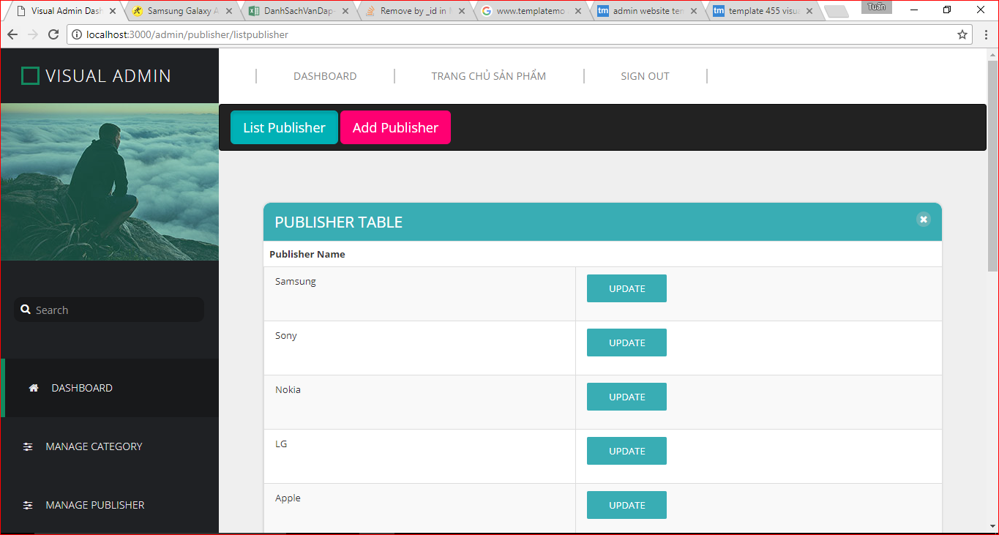 Visual Admin Dash
Samsung Galaxy A
DanhSachVanDap-
Remove by _id in M
www.templatemo
admin website tem
template 455 visua
Tuấn
localhost:3000/admin/publisher/listpublisher
VISUAL ADMIN
DASHBOARD
TRANG CHỦ SẢN PHẨM
SIGN OUT
List Publisher
Add Publisher
PUBLISHER TABLE
Publisher Name
Samsung
UPDATE
Sony
UPDATE
Nokia
UPDATE
LG
UPDATE
Apple
UPDATE
Search
DASHBOARD
MANAGE CATEGORY
MANAGE PUBLISHER